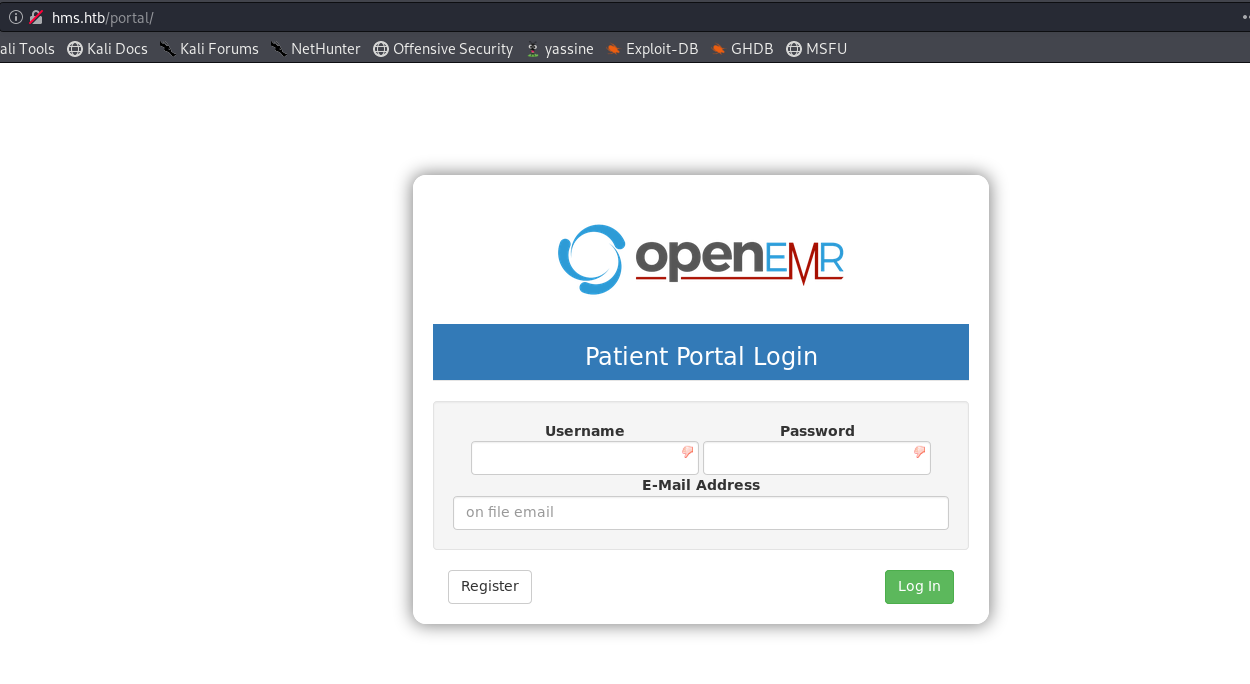 hms.htb/portal/
ali Tools Kali Docs Kali Forums NetHunter Offensive Security yassine Exploit-DB GHDB MSFU
openEMR
Patient Portal Login
Username Password
E-Mail Address
on file email
Register Log In